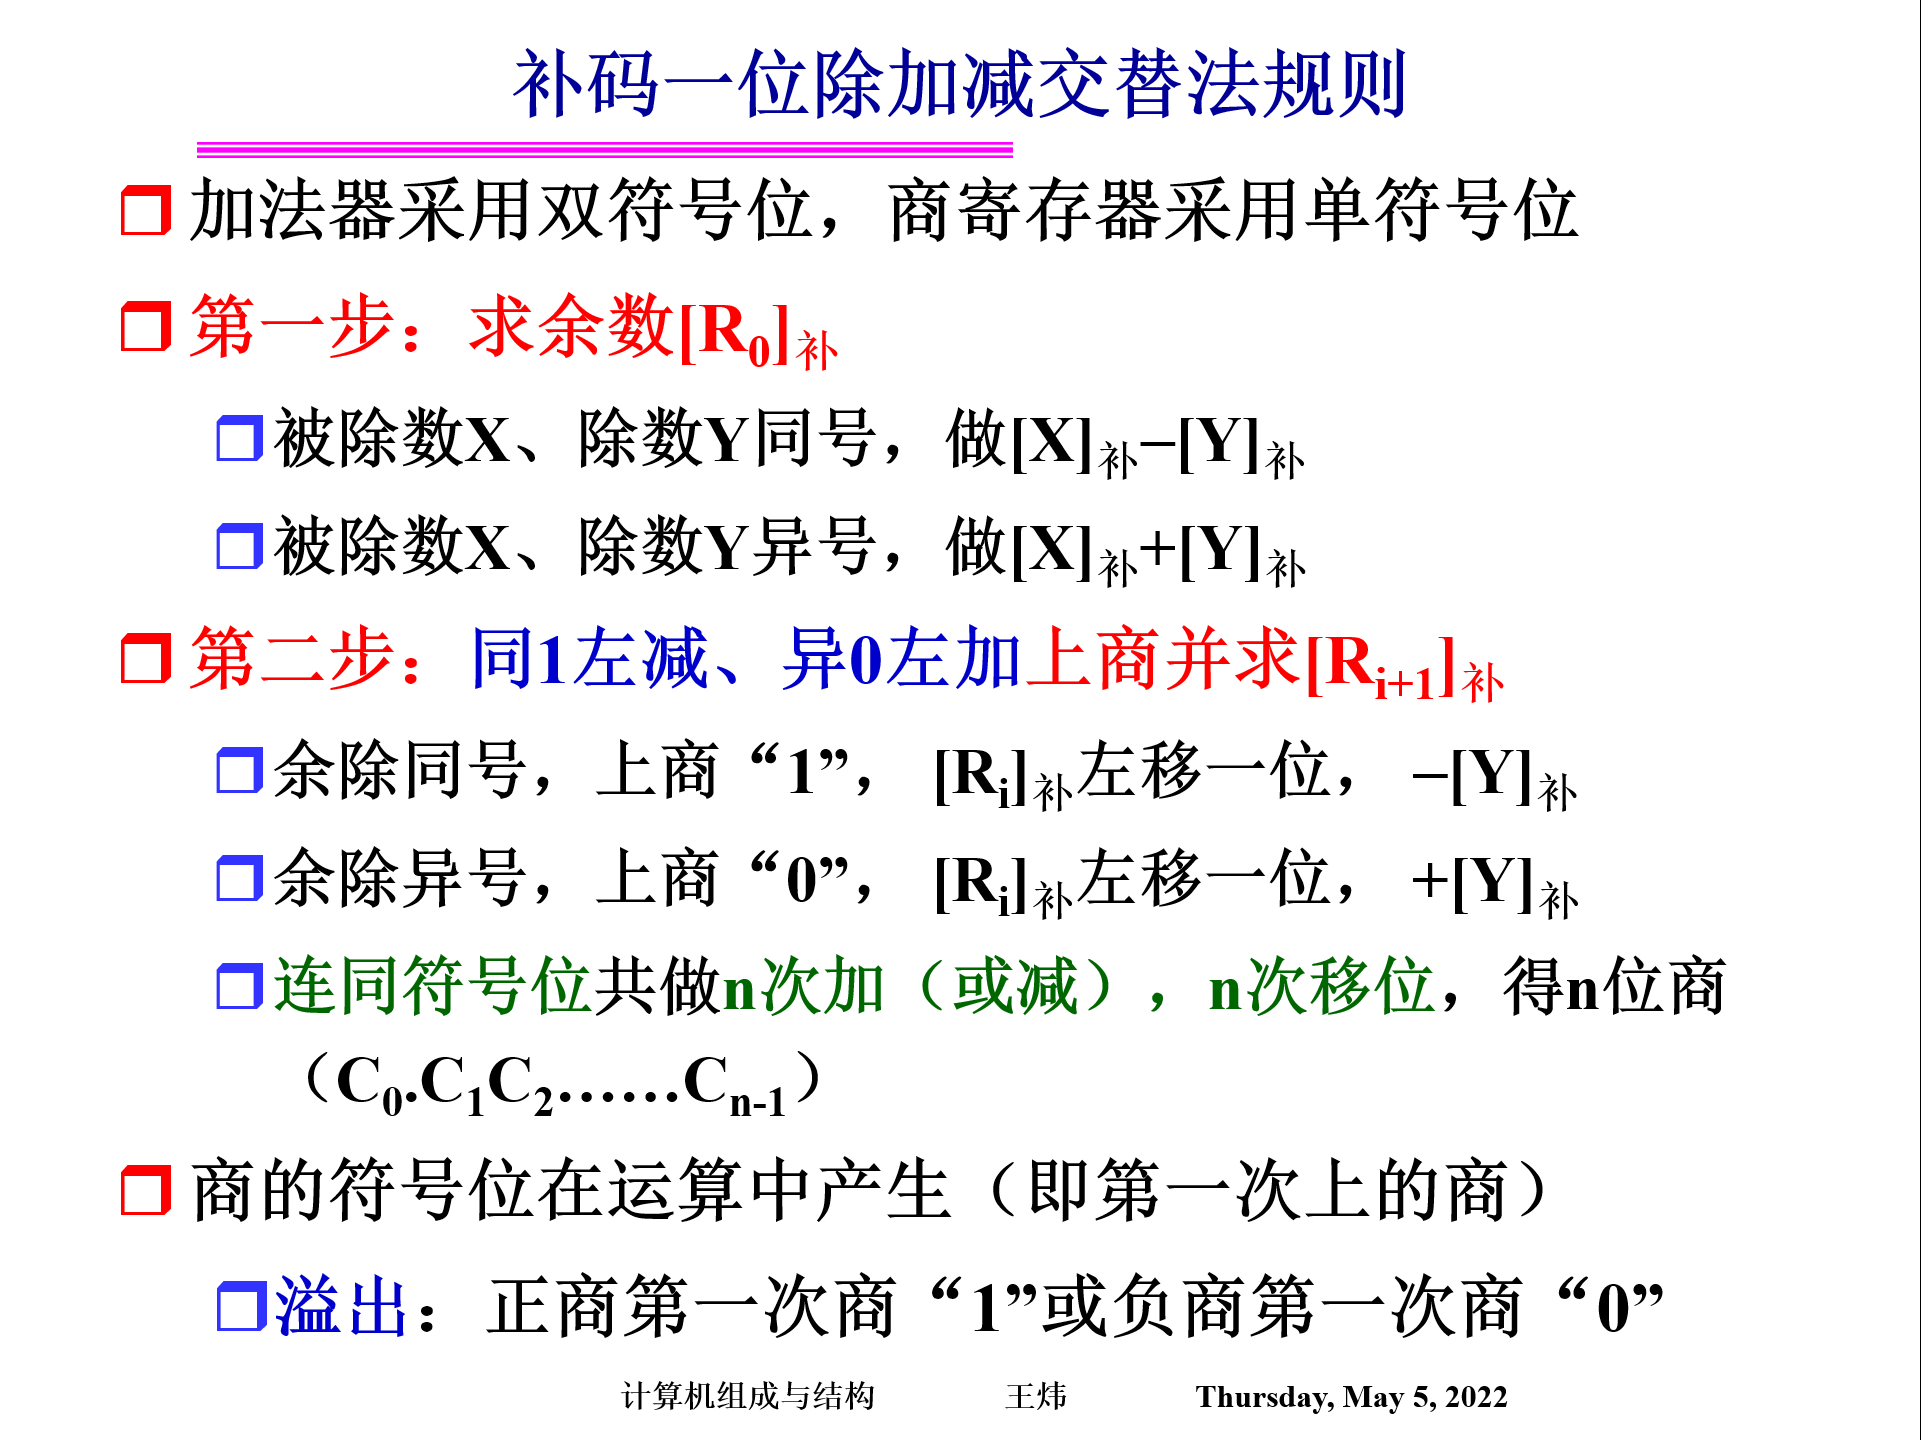 补码一位除加减交替法规则
加法器采用双符号位，商寄存器采用单符号位
第一步：求余数[R0]补
被除数X、除数Y同号，做[X]补–[Y]补
被除数X、除数Y异号，做[X]补+[Y]补
第二步：同1左减、异0左加上商并求[Ri+1]补
余除同号，上商“1”， [Ri]补左移一位， –[Y]补
余除异号，上商“0”， [Ri]补左移一位， +[Y]补
连同符号位共做n次加（或减），n次移位，得n位商
（C0.C1C2……Cn-1）
商的符号位在运算中产生（即第一次上的商）
溢出：正商第一次商“1”或负商第一次商“0”
计算机组成与结构 王炜 Thursday, May 5, 2022